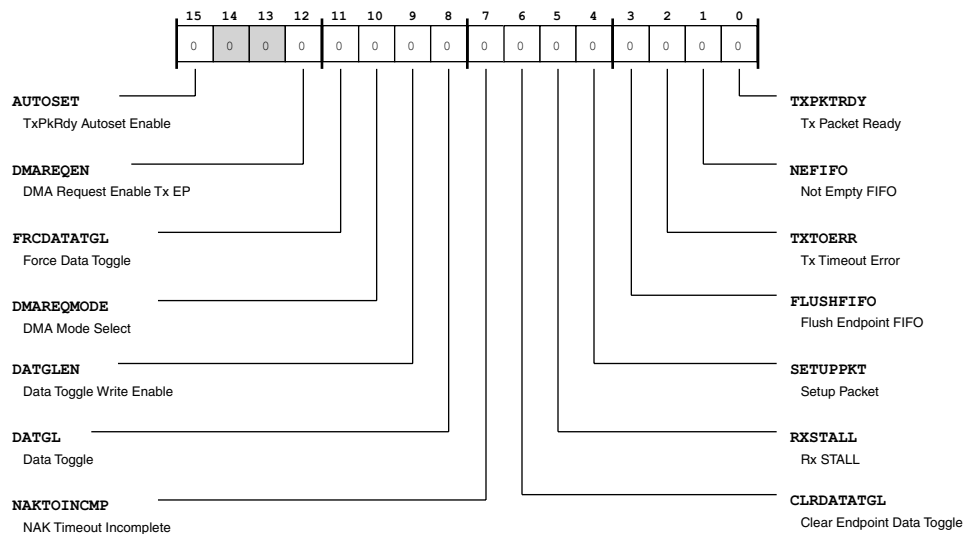 15 14 13 12 11 10 9 8 7 6 5 4 3 2 1 0
0 0 0 0 0 0 0 0 0 0 0 0 0 0 0 0
AUTOSET
TxPkRdy Autoset Enable
DMAREQEN
DMA Request Enable Tx EP
FRCDATATGL
Force Data Toggle
DMAREQMODE
DMA Mode Select
DATGLEN
Data Toggle Write Enable
DATGL
Data Toggle
NAKTOINCMP
NAK Timeout Incomplete
TXPKTRDY
Tx Packet Ready
NEFIFO
Not Empty FIFO
TXTOERR
Tx Timeout Error
FLUSHFIFO
Flush Endpoint FIFO
SETUPPKT
Setup Packet
RXSTALL
Rx STALL
CLRDATATGL
Clear Endpoint Data Toggle